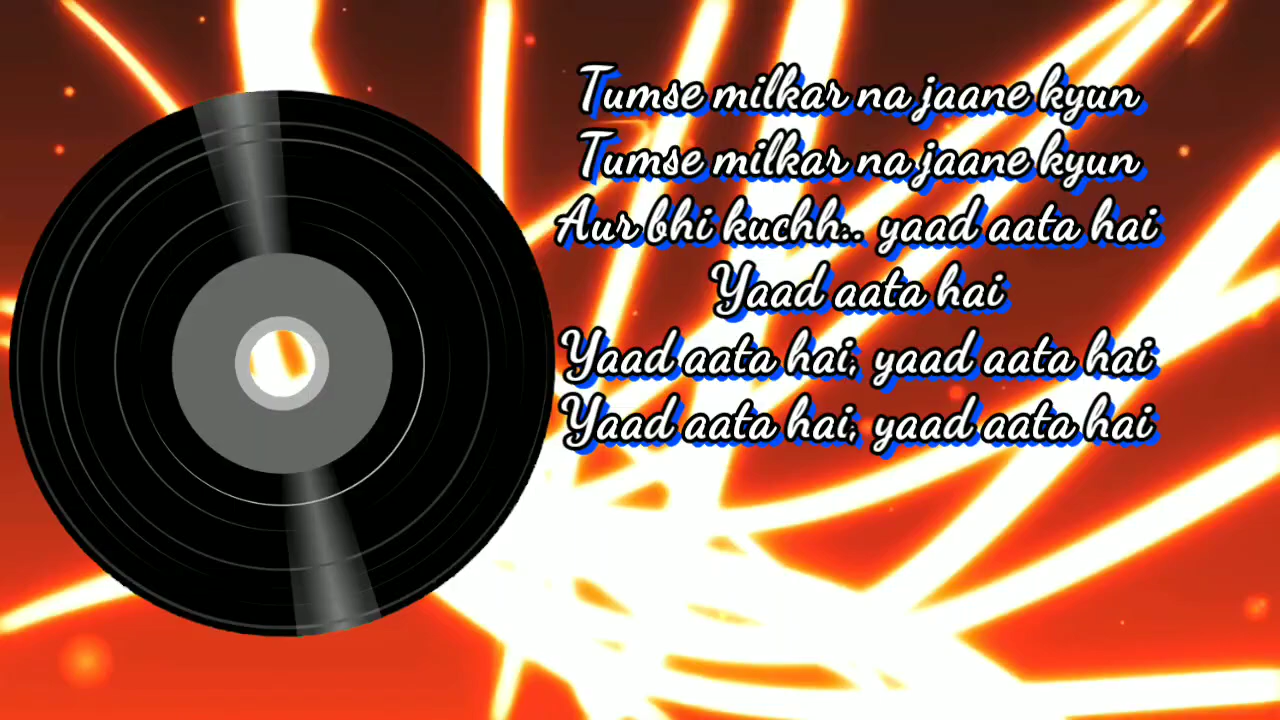 Tumse milkar na jaane kyun
Tumse milkar na jaane kyun
Aur bhi kuchh.. yaad aata hai
Yaad aata hai
Yaad aata hai, yaad aata hai
Yaad aata hai, yaad aata hai